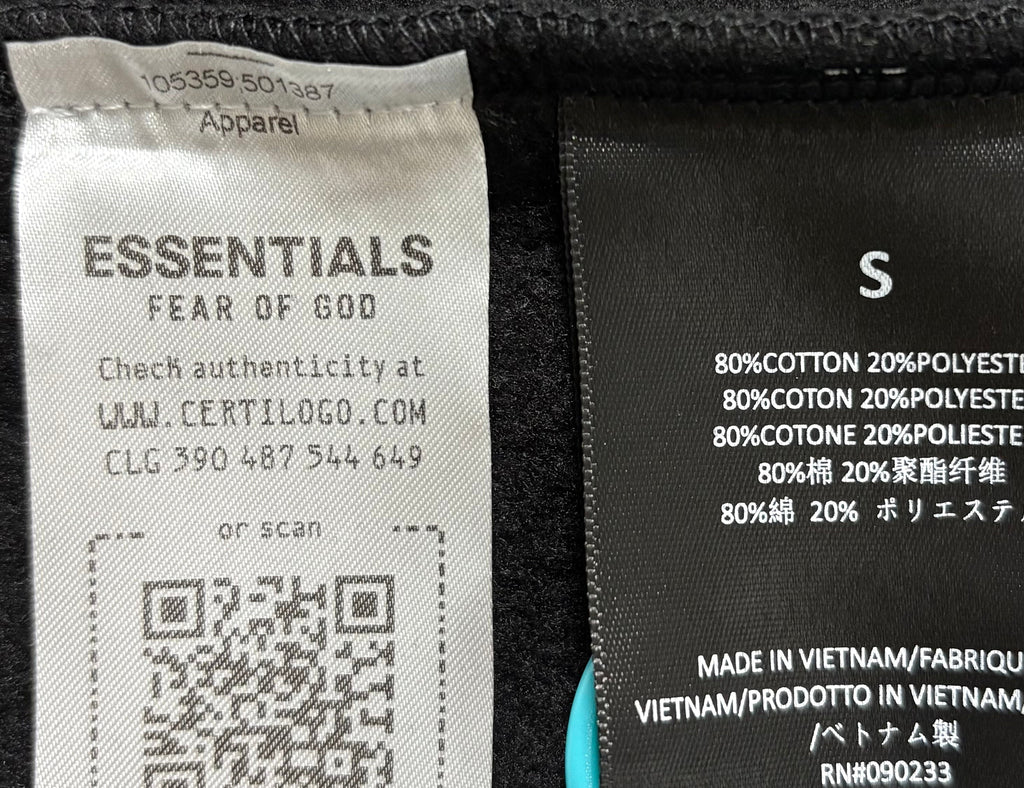 105359;501387
Apparel
ESSENTIALS
FEAR OF GOD
Check authenticity at
WWW.CERTILOGO.COM
CLG 390 487 544 649
or scan
S
80%COTTON 20%POLYESTE
80%COTON 20%POLYESTE
80%COTONE 20%POLIESTE
80%棉 20%聚酯纤维
80%綿 20% ポリエステ
MADE IN VIETNAM/FABRIQU
VIETNAM/PRODOTTO IN VIETNAM/
/ベトナム製
RN#090233